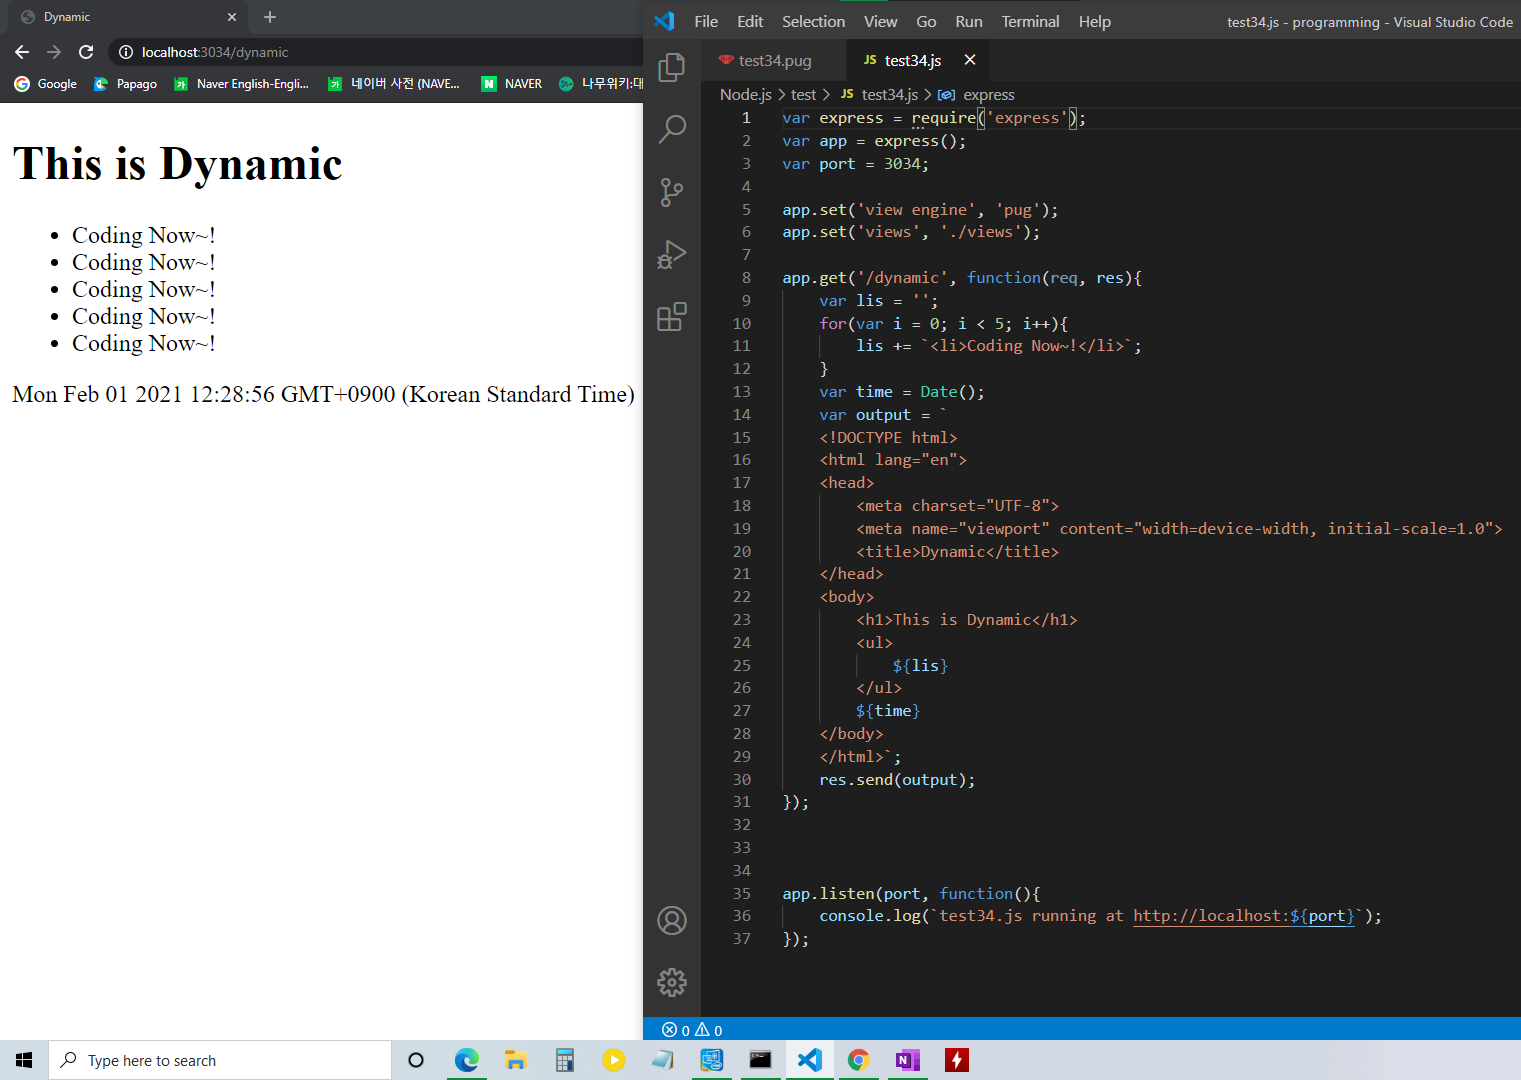 Dynamic
localhost:3034/dynamic
Google Papago Naver English-Engli... 네이버 사전 (NAVE... NAVER 나무위키:대
This is Dynamic
Coding Now~!
Coding Now~!
Coding Now~!
Coding Now~!
Coding Now~!
Mon Feb 01 2021 12:28:56 GMT+0900 (Korean Standard Time)
File Edit Selection View Go Run Terminal Help test34.js - programming - Visual Studio Code
test34.pug JS test34.js
Node.js > test > JS test34.js > express
1 var express = require('express');
2 var app = express();
3 var port = 3034;
4
5 app.set('view engine', 'pug');
6 app.set('views', './views');
7
8 app.get('/dynamic', function(req, res){
9 var lis = '';
10 for(var i = 0; i < 5; i++){
11 lis += `<li>Coding Now~!</li>`;
12 }
13 var time = Date();
14 var output = `
15 <!DOCTYPE html>
16 <html lang="en">
17 <head>
18 <meta charset="UTF-8">
19 <meta name="viewport" content="width=device-width, initial-scale=1.0">
20 <title>Dynamic</title>
21 </head>
22 <body>
23 <h1>This is Dynamic</h1>
24 <ul>
25 ${lis}
26 </ul>
27 ${time}
28 </body>
29 </html>`;
30 res.send(output);
31 });
32
33
34
35 app.listen(port, function(){
36 console.log(`test34.js running at http://localhost:${port}`);
37 });
0 0
Type here to search